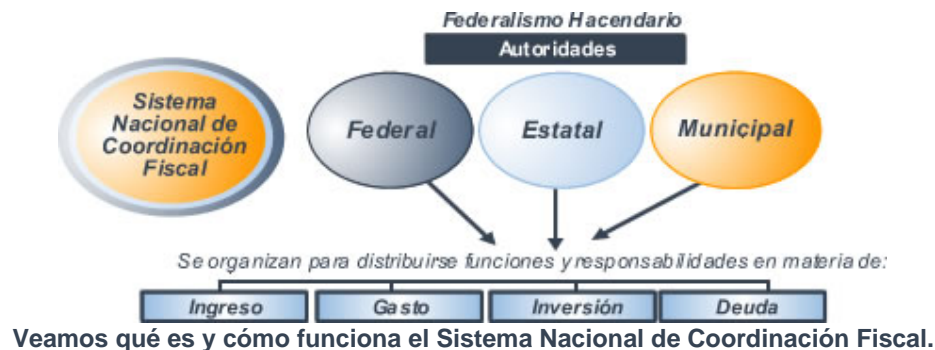 Federalismo Hacendario
Autoridades
Sistema
Nacional de
Coordinación
Fiscal
Federal
Estatal
Municipal
Se organizan para distribuirse funciones y responsabilidades en materia de:
Ingreso
Gasto
Inversión
Deuda
Veamos qué es y cómo funciona el Sistema Nacional de Coordinación Fiscal.